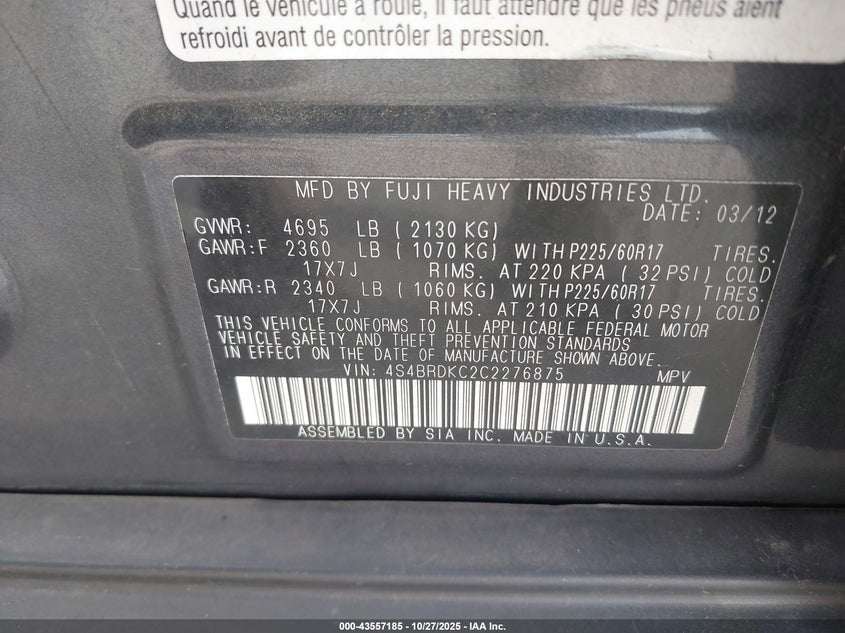 Quand le véhicule a roulé, il faut attendre que les pneus aient
refroidi avant de contrôler la pression.
MFD BY FUJI HEAVY INDUSTRIES LTD.
DATE: 03/12
GVWR: 4695 LB (2130 KG)
GAWR:F 2360 LB (1070 KG) WITH P225/60R17 TIRES.
17X7J RIMS. AT 220 KPA (32 PSI) COLD
GAWR:R 2340 LB (1060 KG) WITH P225/60R17 TIRES.
17X7J RIMS. AT 210 KPA (30 PSI) COLD
THIS VEHICLE CONFORMS TO ALL APPLICABLE FEDERAL MOTOR
VEHICLE SAFETY AND THEFT PREVENTION STANDARDS
IN EFFECT ON THE DATE OF MANUFACTURE SHOWN ABOVE.
VIN: 4S4BRDKC2C2276875 MPV
ASSEMBLED BY SIA INC. MADE IN U.S.A.
000-43557185 - 10/27/2025 - IAA Inc.